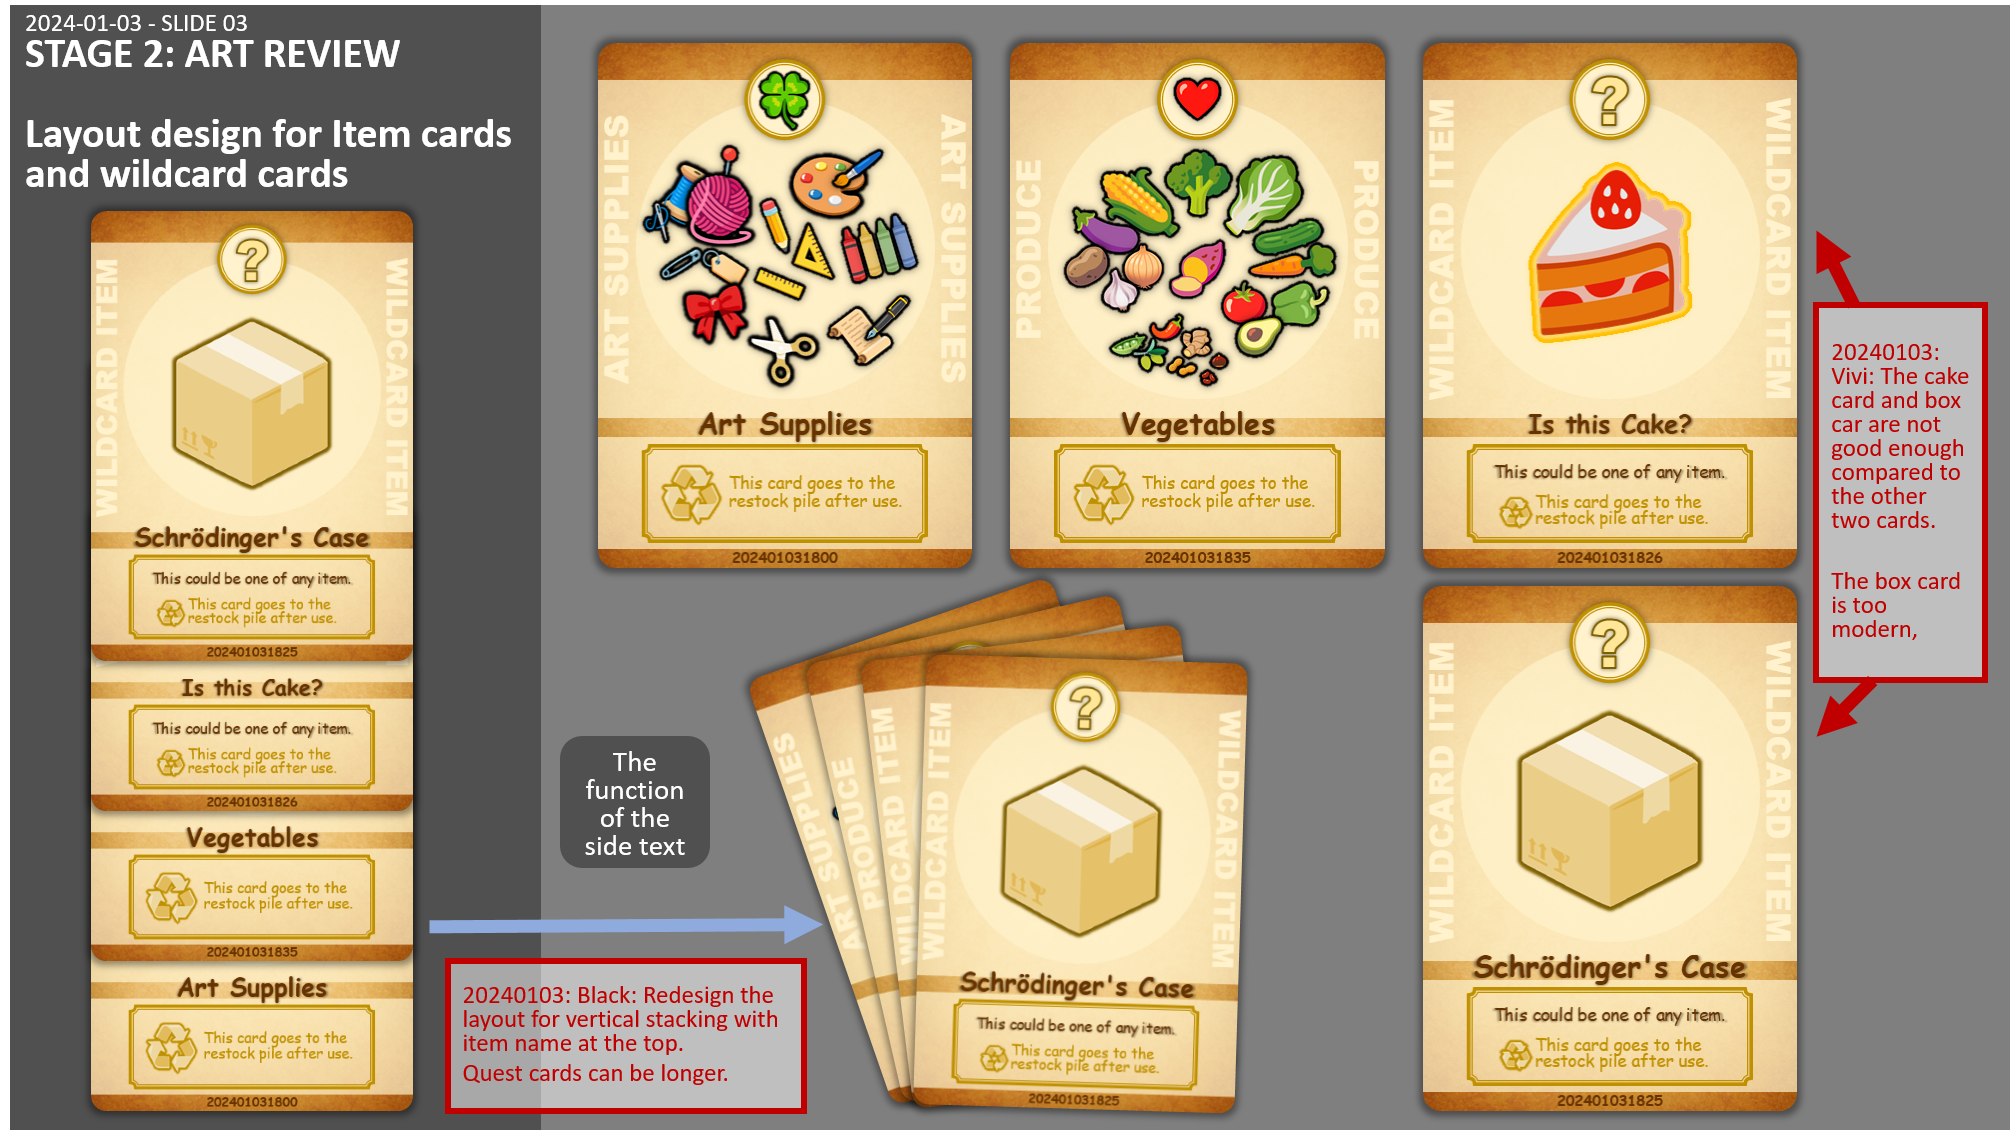 2024-01-03 - SLIDE 03
STAGE 2: ART REVIEW
Layout design for Item cards
and wildcard cards
WILDCARD ITEM
WILDCARD ITEM
?
Schrödinger's Case
This could be one of any item.
This card goes to the
restock pile after use.
202401031825
Is this Cake?
This could be one of any item.
This card goes to the
restock pile after use.
202401031826
Vegetables
This card goes to the
restock pile after use.
202401031835
Art Supplies
This card goes to the
restock pile after use.
202401031800
ART SUPPLIES
ART SUPPLIES
Art Supplies
This card goes to the
restock pile after use.
202401031800
PRODUCE
PRODUCE
Vegetables
This card goes to the
restock pile after use.
202401031835
WILDCARD ITEM
WILDCARD ITEM
?
Is this Cake?
This could be one of any item.
This card goes to the
restock pile after use.
202401031826
20240103:
Vivi: The cake
card and box
car are not
good enough
compared to
the other
two cards.
The box card
is too
modern,
The
function
of the
side text
20240103: Black: Redesign the
layout for vertical stacking with
item name at the top.
Quest cards can be longer.
ART SUPPLIES
PRODUCE
WILDCARD ITEM
WILDCARD ITEM
WILDCARD ITEM
?
Schrödinger's Case
This could be one of any item.
This card goes to the
restock pile after use.
202401031825
WILDCARD ITEM
WILDCARD ITEM
?
Schrödinger's Case
This could be one of any item.
This card goes to the
restock pile after use.
202401031825